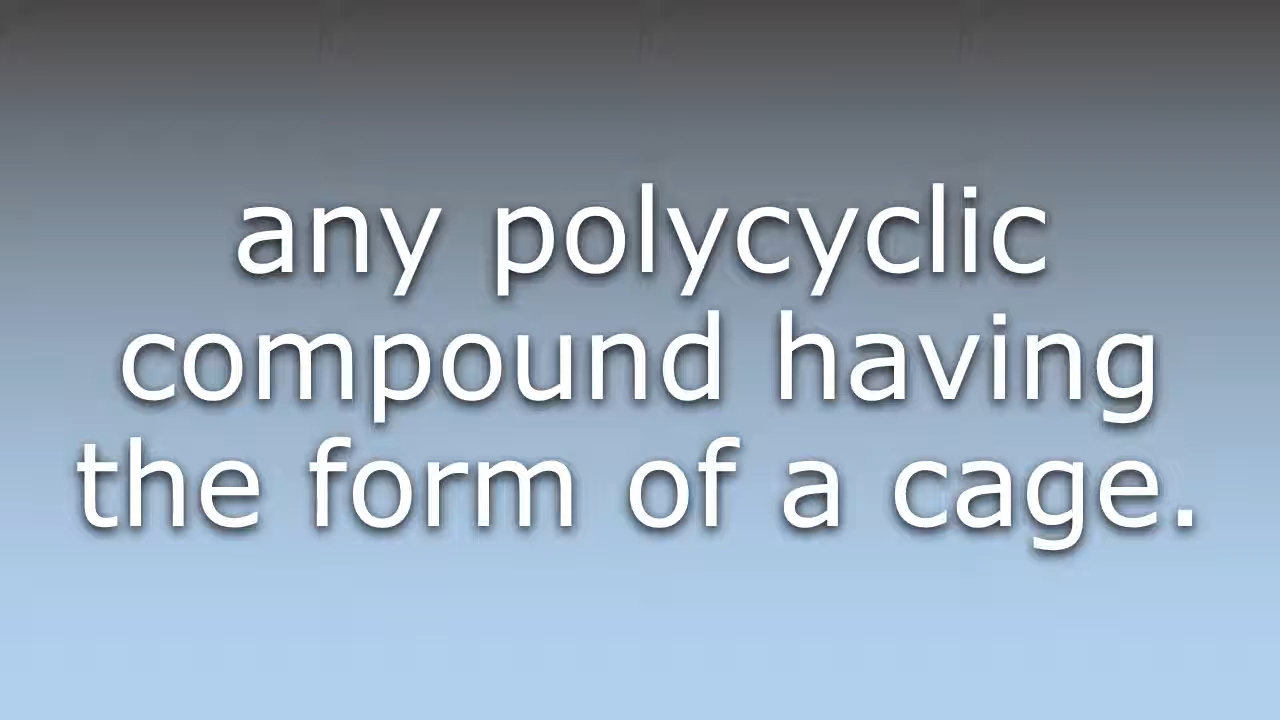 any polycyclic
compound having
the form of a cage.